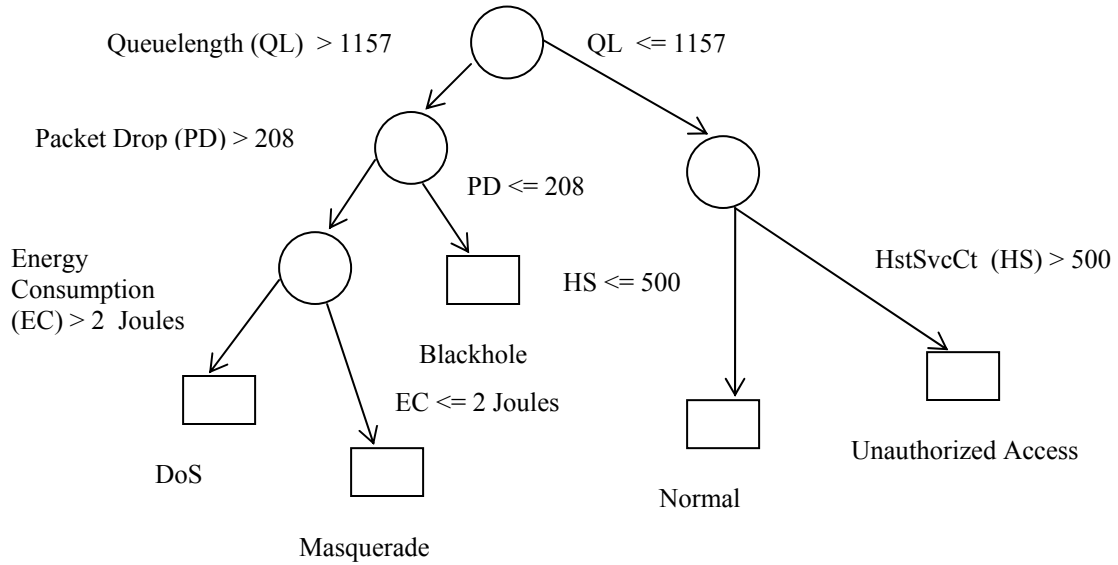 Queuelength (QL) > 1157
QL <= 1157
Packet Drop (PD) > 208
PD <= 208
Energy
Consumption
(EC) > 2 Joules
HS <= 500
HstSvcCt (HS) > 500
Blackhole
EC <= 2 Joules
DoS
Masquerade
Normal
Unauthorized Access